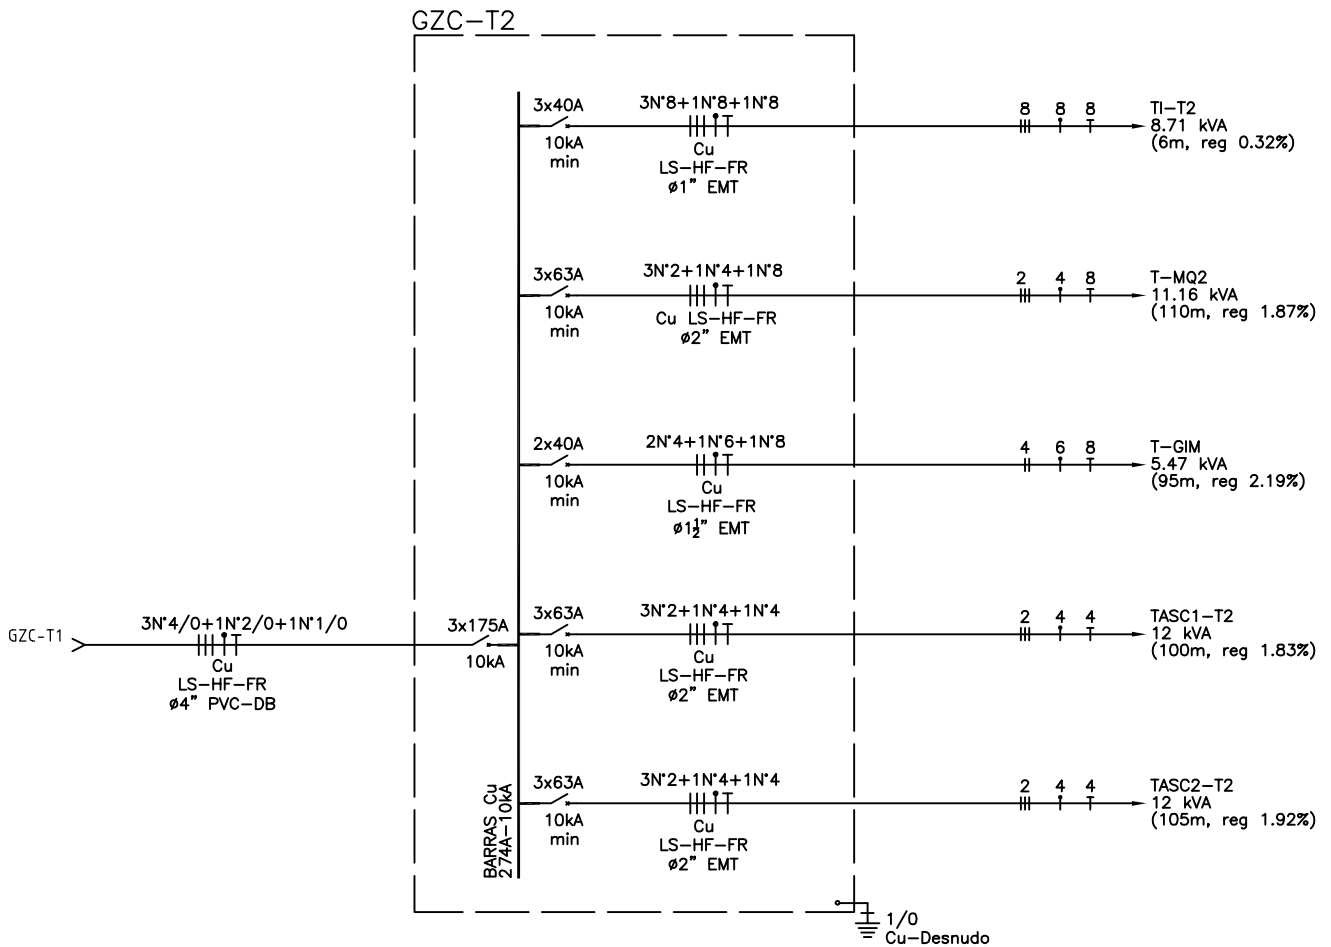 GZC-T2
3x40A
10kA
min
3N°8+1N°8+1N°8
Cu
LS-HF-FR
ø1" EMT
8 8 8
TI-T2
8.71 kVA
(6m, reg 0.32%)
3x63A
10kA
min
3N°2+1N°4+1N°8
Cu LS-HF-FR
ø2" EMT
2 4 8
T-MQ2
11.16 kVA
(110m, reg 1.87%)
2x40A
10kA
min
2N°4+1N°6+1N°8
Cu
LS-HF-FR
ø1½" EMT
4 6 8
T-GIM
5.47 kVA
(95m, reg 2.19%)
GZC-T1
3N°4/0+1N°2/0+1N°1/0
Cu
LS-HF-FR
ø4" PVC-DB
3x175A
10kA
3x63A
10kA
min
3N°2+1N°4+1N°4
Cu
LS-HF-FR
ø2" EMT
2 4 4
TASC1-T2
12 kVA
(100m, reg 1.83%)
BARRAS Cu
274A-10kA
3x63A
10kA
min
3N°2+1N°4+1N°4
Cu
LS-HF-FR
ø2" EMT
2 4 4
TASC2-T2
12 kVA
(105m, reg 1.92%)
1/0
Cu-Desnudo